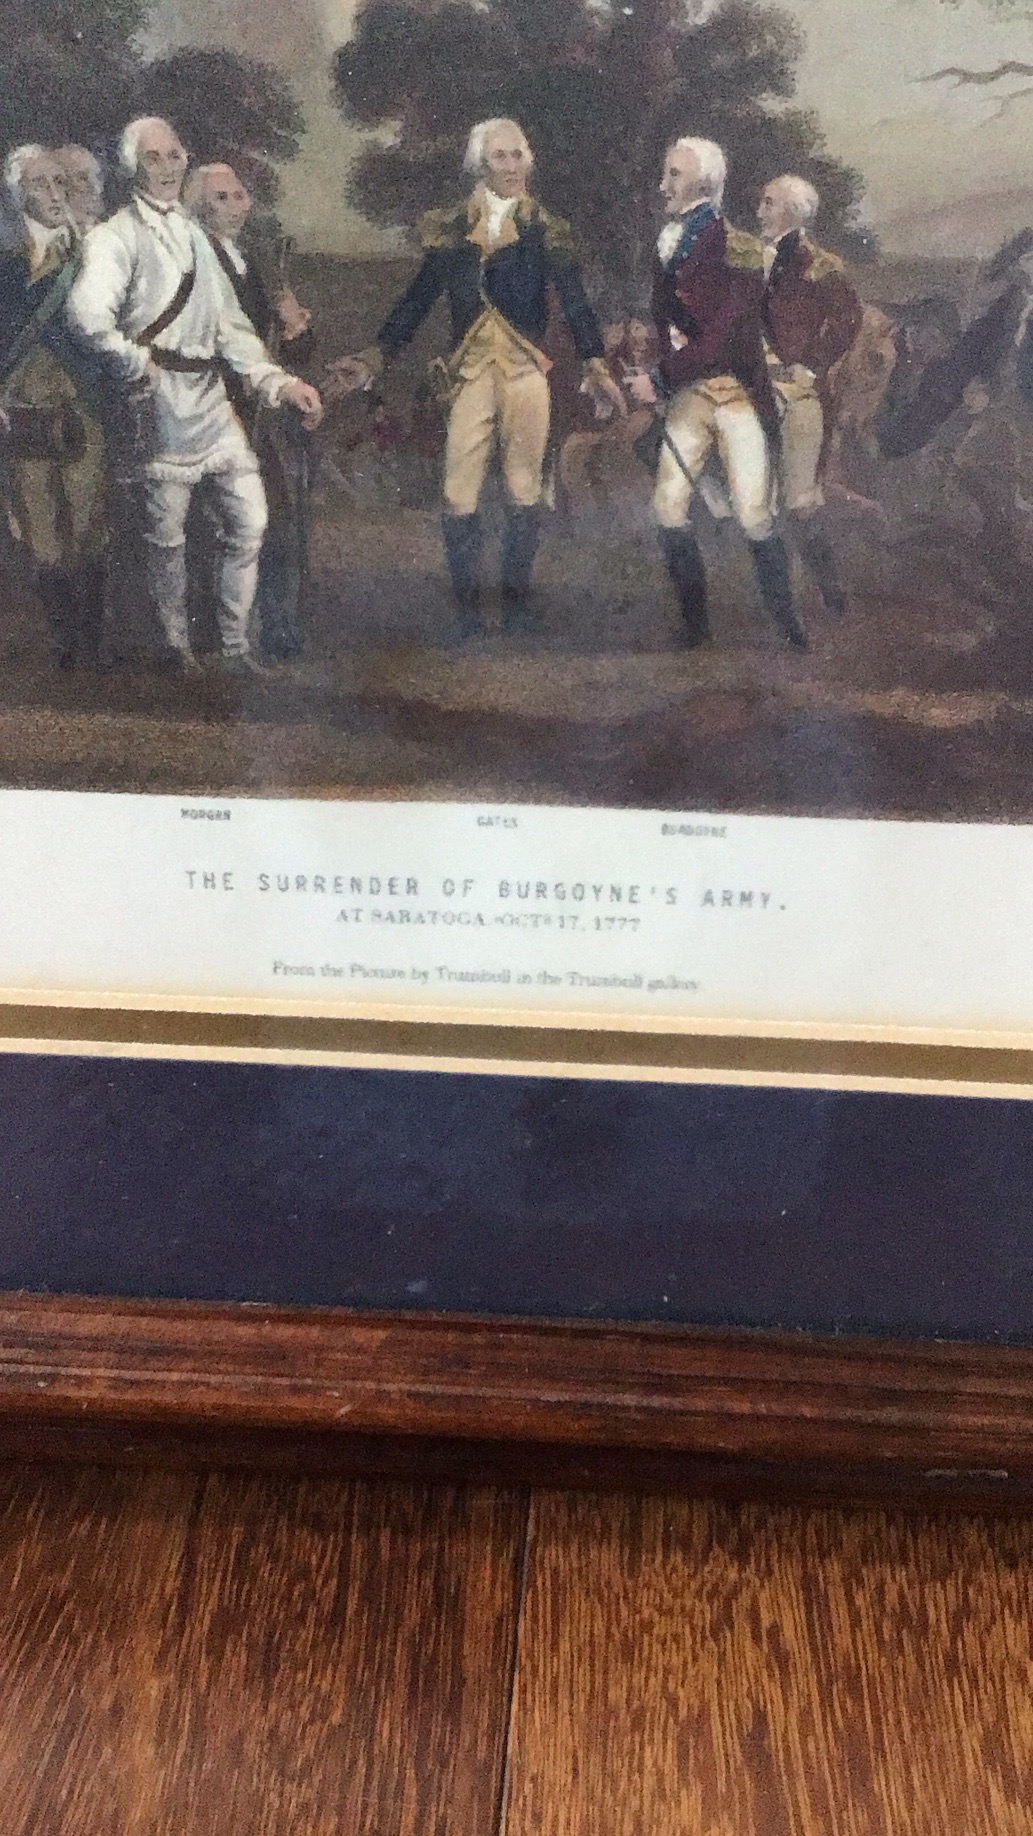 MORGAN GATES BURGOYNE
THE SURRENDER OF BURGOYNE'S ARMY.
AT SARATOGA OCTR 17, 1777
From the Picture by Trumbull in the Trumbull gallery